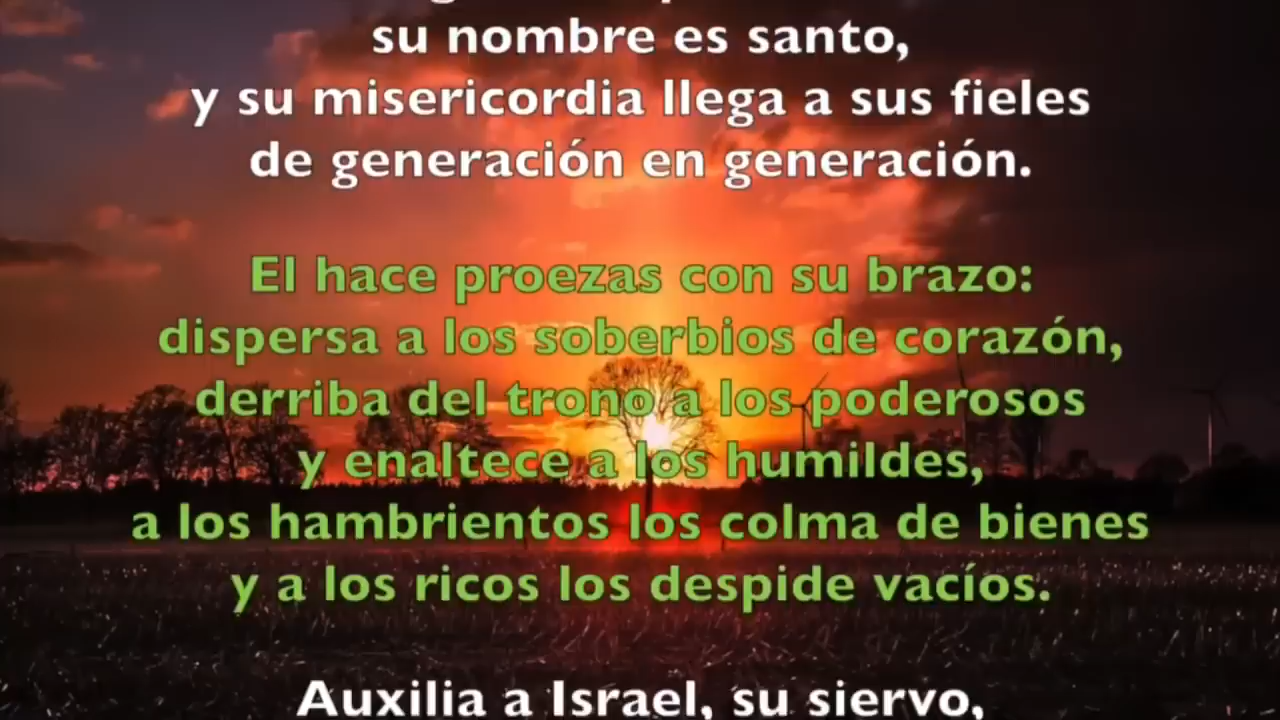 su nombre es santo,
y su misericordia llega a sus fieles
de generación en generación.
El hace proezas con su brazo:
dispersa a los soberbios de corazón,
derriba del trono a los poderosos
y enaltece a los humildes,
a los hambrientos los colma de bienes
y a los ricos los despide vacíos.
Auxilia a Israel, su siervo,